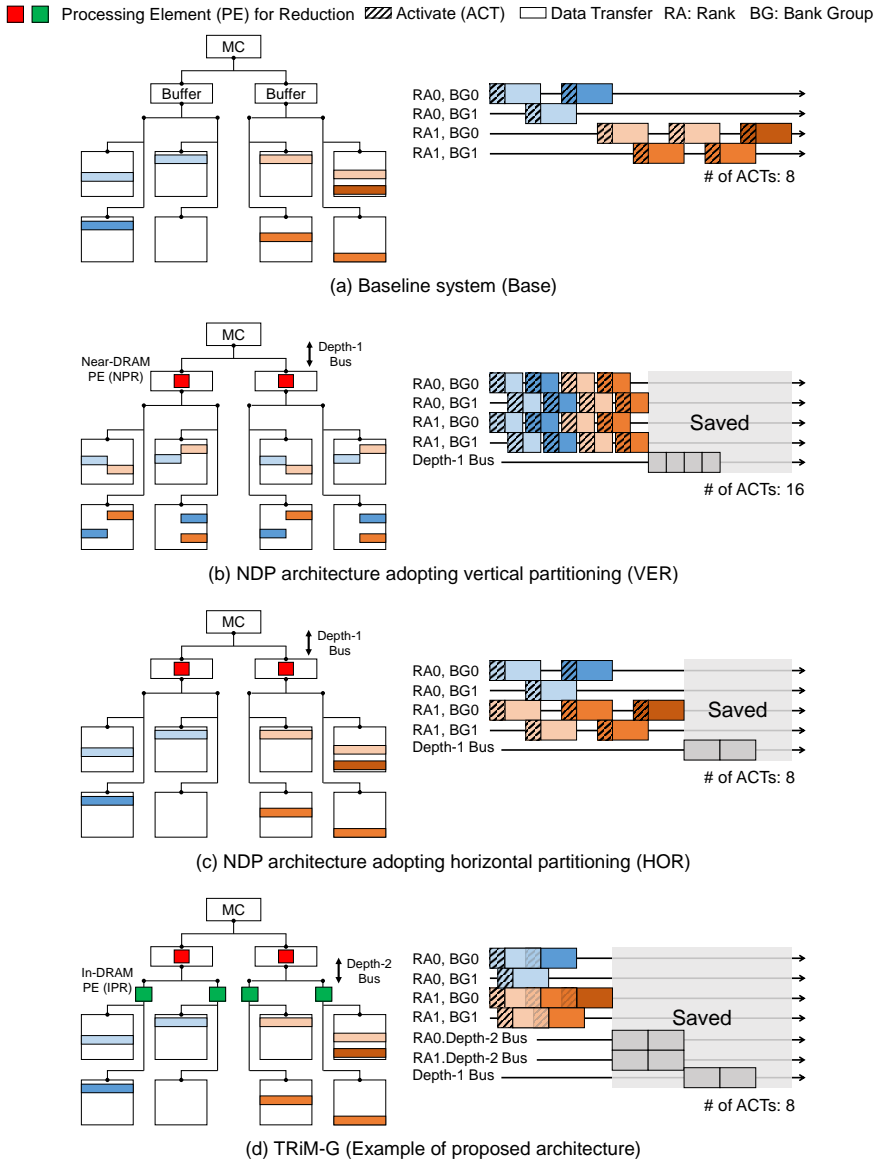 Processing Element (PE) for Reduction Activate (ACT) Data Transfer RA: Rank BG: Bank Group
MC
Buffer Buffer
RA0, BG0
RA0, BG1
RA1, BG0
RA1, BG1
# of ACTs: 8
(a) Baseline system (Base)
MC
Near-DRAM
PE (NPR)
Depth-1
Bus
RA0, BG0
RA0, BG1
RA1, BG0
RA1, BG1
Depth-1 Bus
Saved
# of ACTs: 16
(b) NDP architecture adopting vertical partitioning (VER)
MC
Depth-1
Bus
RA0, BG0
RA0, BG1
RA1, BG0
RA1, BG1
Depth-1 Bus
Saved
# of ACTs: 8
(c) NDP architecture adopting horizontal partitioning (HOR)
MC
In-DRAM
PE (IPR)
Depth-2
Bus
RA0, BG0
RA0, BG1
RA1, BG0
RA1, BG1
RA0.Depth-2 Bus
RA1.Depth-2 Bus
Depth-1 Bus
Saved
# of ACTs: 8
(d) TRiM-G (Example of proposed architecture)